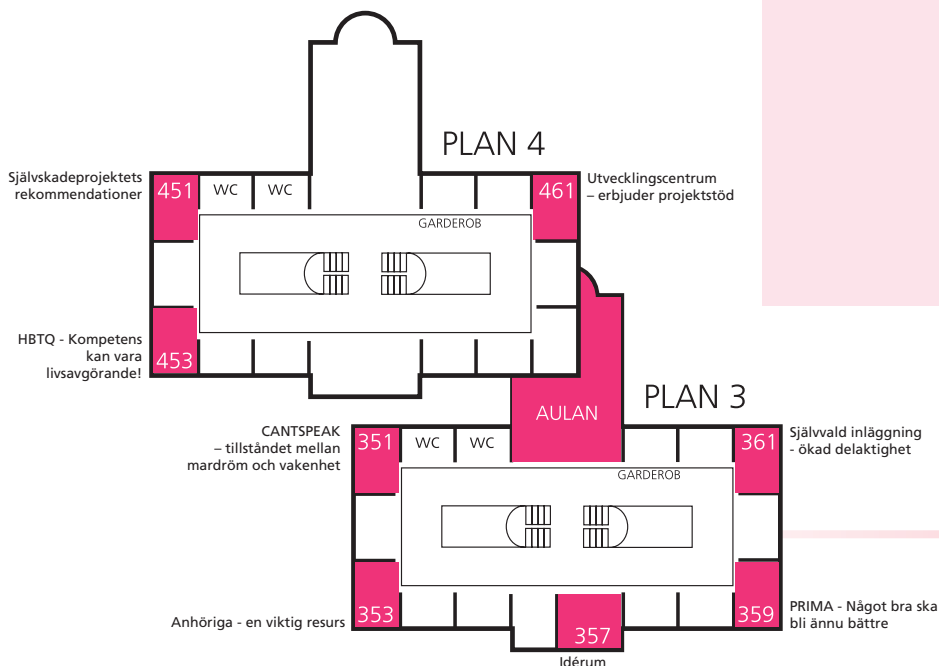 PLAN 4
Självskadeprojektets
rekommendationer
451
WC
WC
461
Utvecklingscentrum
– erbjuder projektstöd
GARDEROB
HBTQ - Kompetens
kan vara
livsavgörande!
453
PLAN 3
AULAN
CANTSPEAK
– tillståndet mellan
mardröm och vakenhet
351
WC
WC
361
Självvald inläggning
- ökad delaktighet
GARDEROB
Anhöriga - en viktig resurs
353
357
Idérum
359
PRIMA - Något bra ska
bli ännu bättre